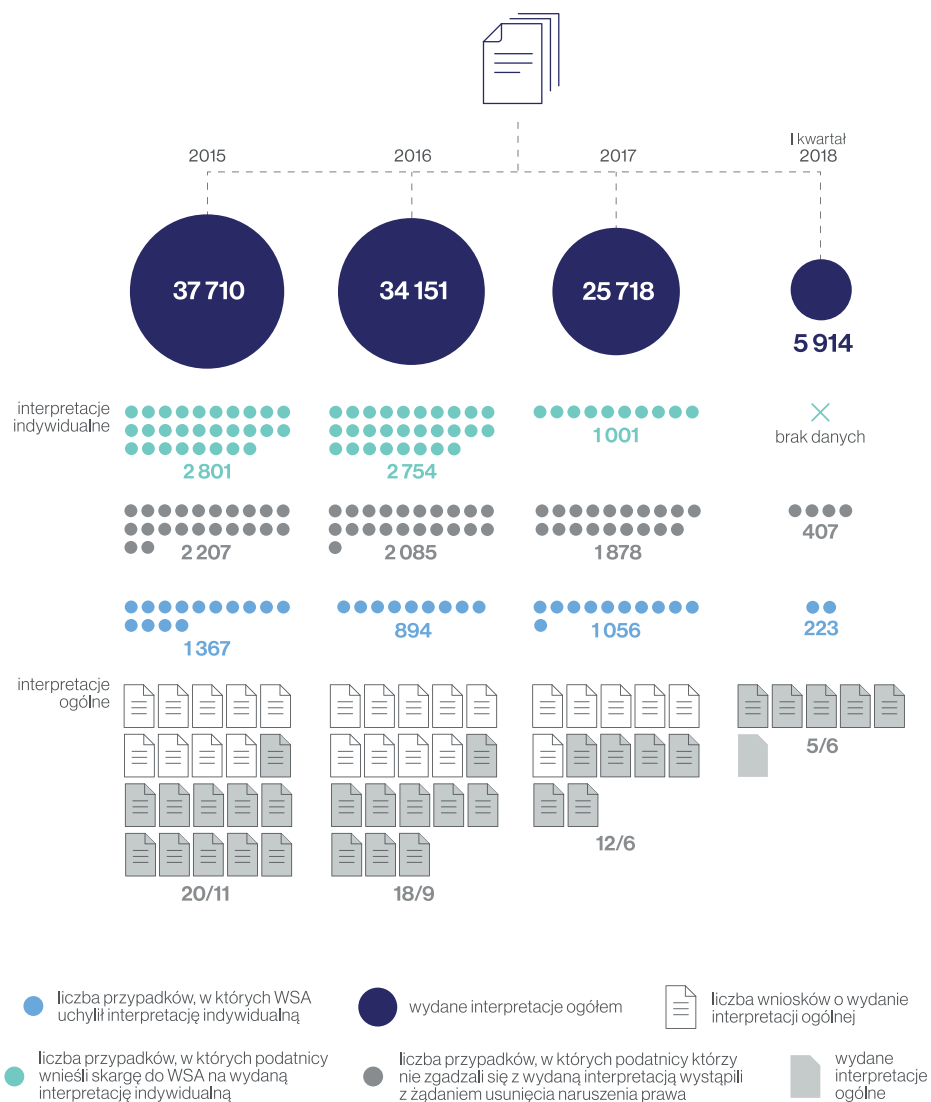 2015
2016
2017
I kwartał
2018
37 710
34 151
25 718
5 914
interpretacje
indywidualne
2 801
2 754
1 001
brak danych
2 207
2 085
1 878
407
1 367
894
1 056
223
interpretacje
ogólne
20/11
18/9
12/6
5/6
liczba przypadków, w których WSA
uchylił interpretację indywidualną
wydane interpretacje ogółem
liczba wniosków o wydanie
interpretacji ogólnej
liczba przypadków, w których podatnicy
wnieśli skargę do WSA na wydaną
interpretację indywidualną
liczba przypadków, w których podatnicy którzy
nie zgadzali się z wydaną interpretacją wystąpili
z żądaniem usunięcia naruszenia prawa
wydane
interpretacje
ogólne